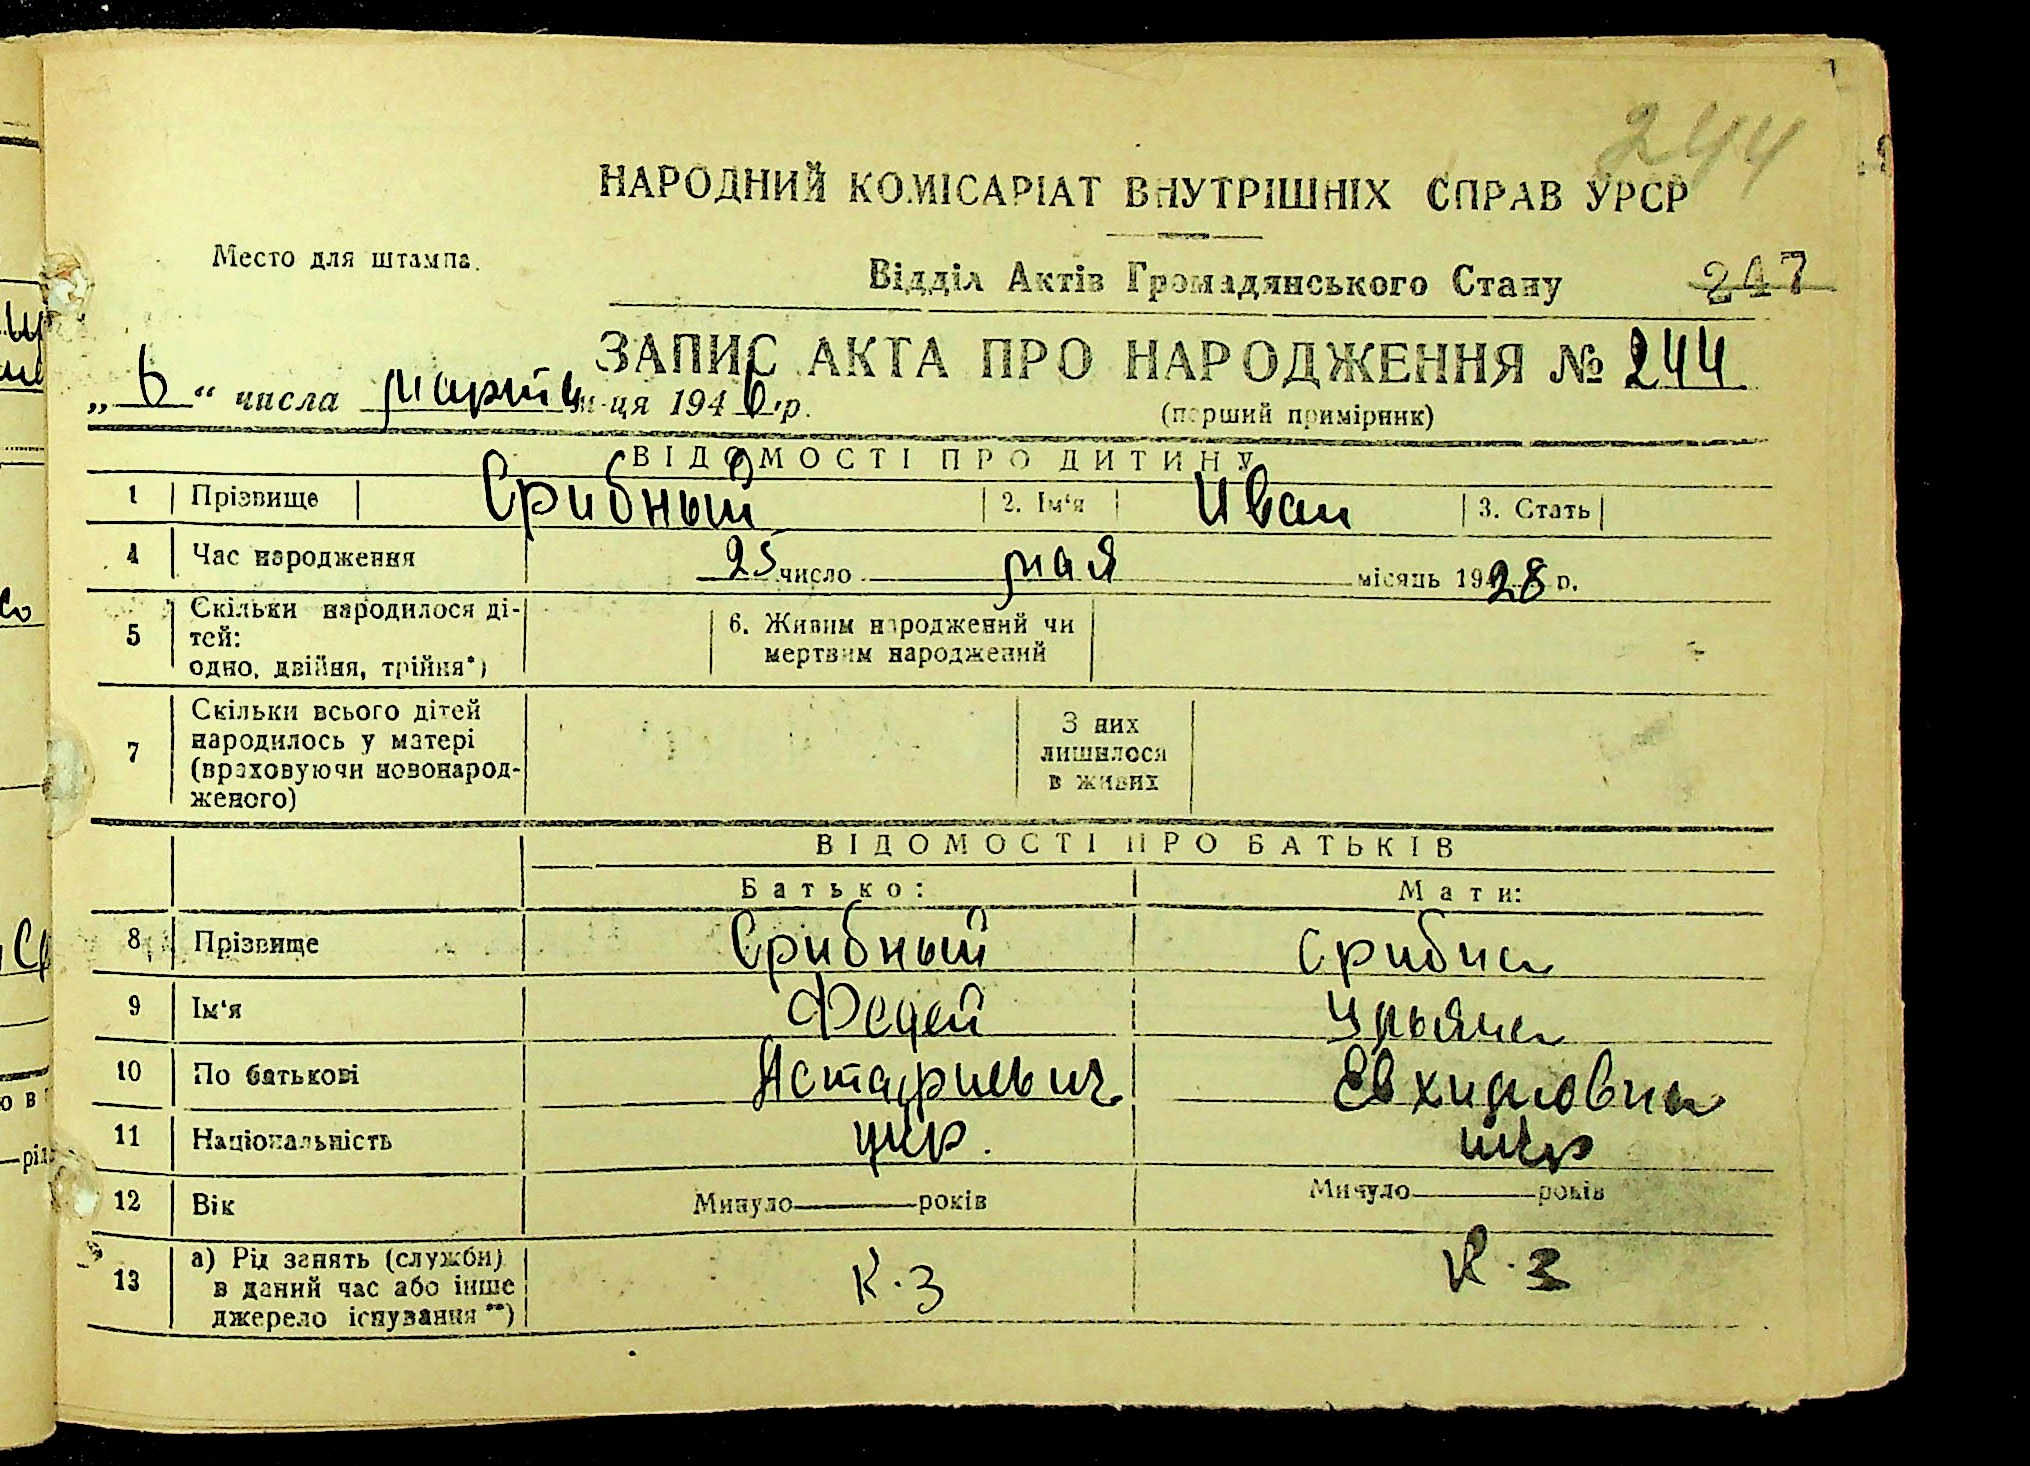 244
НАРОДНИЙ КОМІСАРІАТ ВНУТРІШНІХ СПРАВ УРСР
Место для штампа.
Відділ Актів Громадянського Стану 247
ЗАПИС АКТА ПРО НАРОДЖЕННЯ № 244
„6“ числа марта м-ця 1946 р.
(перший примірник)
ВІДОМОСТІ ПРО ДИТИНУ
1 Прізвище Срибный 2. Ім'я Иван 3. Стать
4 Час народження 25 число мая місяць 1928 р.
5 Скільки народилося ді-
тей:
одно, двійня, трійня*)
6. Живим народжений чи
мертвим народжений
7 Скільки всього дітей
народилось у матері
(враховуючи новонарод-
женого)
З них
лишилося
в живих
ВІДОМОСТІ ПРО БАТЬКІВ
Батько: Мати:
8 Прізвище Срибный Срибна
9 Ім'я Федей Ульяна
10 По батькові
11 Національність укр. укр
12 Вік Минуло років Минуло років
13 а) Рід занять (служби)
в даний час або інше
джерело існування **)
К.З К.З